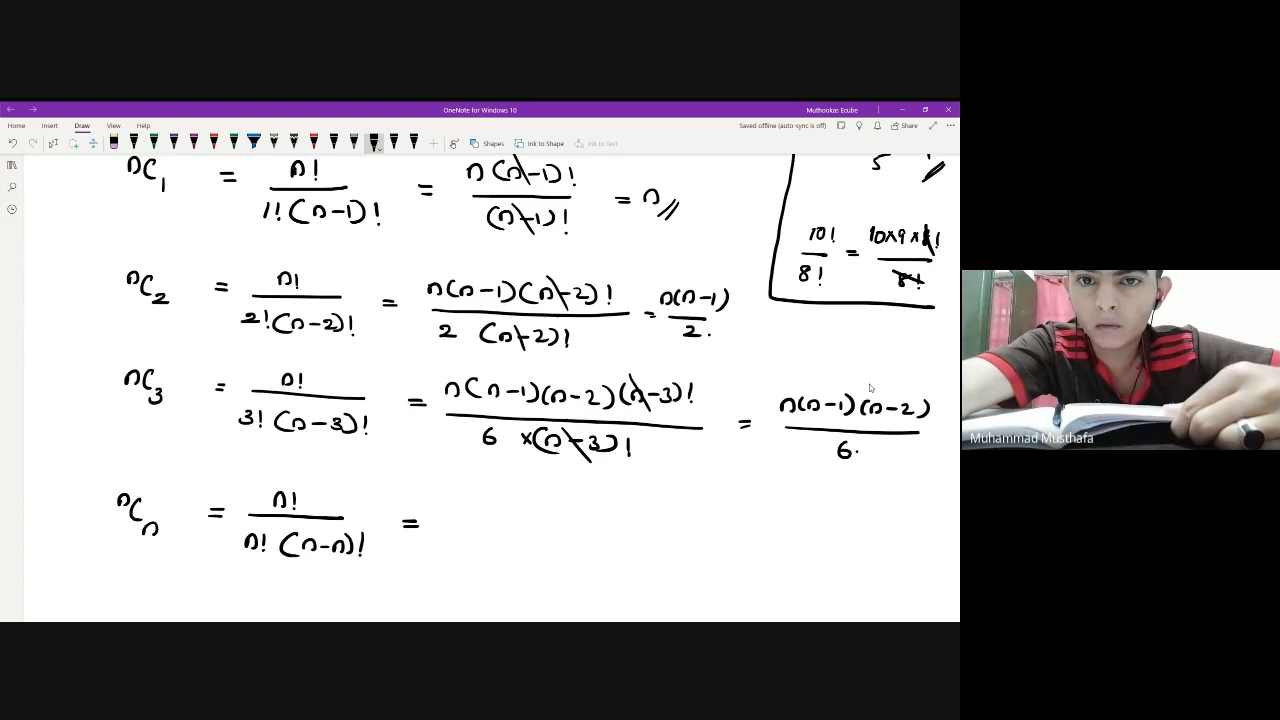 OneNote for Windows 10
Muthookas Ecube
Home Insert Draw View Help
Saved offline (auto-sync is off)
Share
Shapes
Ink to Shape
Ink to Text
ⁿC₁ = n! / 1!(n-1)! = n(n-1)! / (n-1)! = n //
5
10! / 8! = 10×9×8! / 8!
ⁿC₂ = n! / 2!(n-2)! = n(n-1)(n-2)! / 2 (n-2)! = n(n-1) / 2.
ⁿC₃ = n! / 3! (n-3)! = n(n-1)(n-2)(n-3)! / 6 ×(n-3)! = n(n-1)(n-2) / 6.
ⁿCₙ = n! / n! (n-n)! =
Muhammad Musthafa